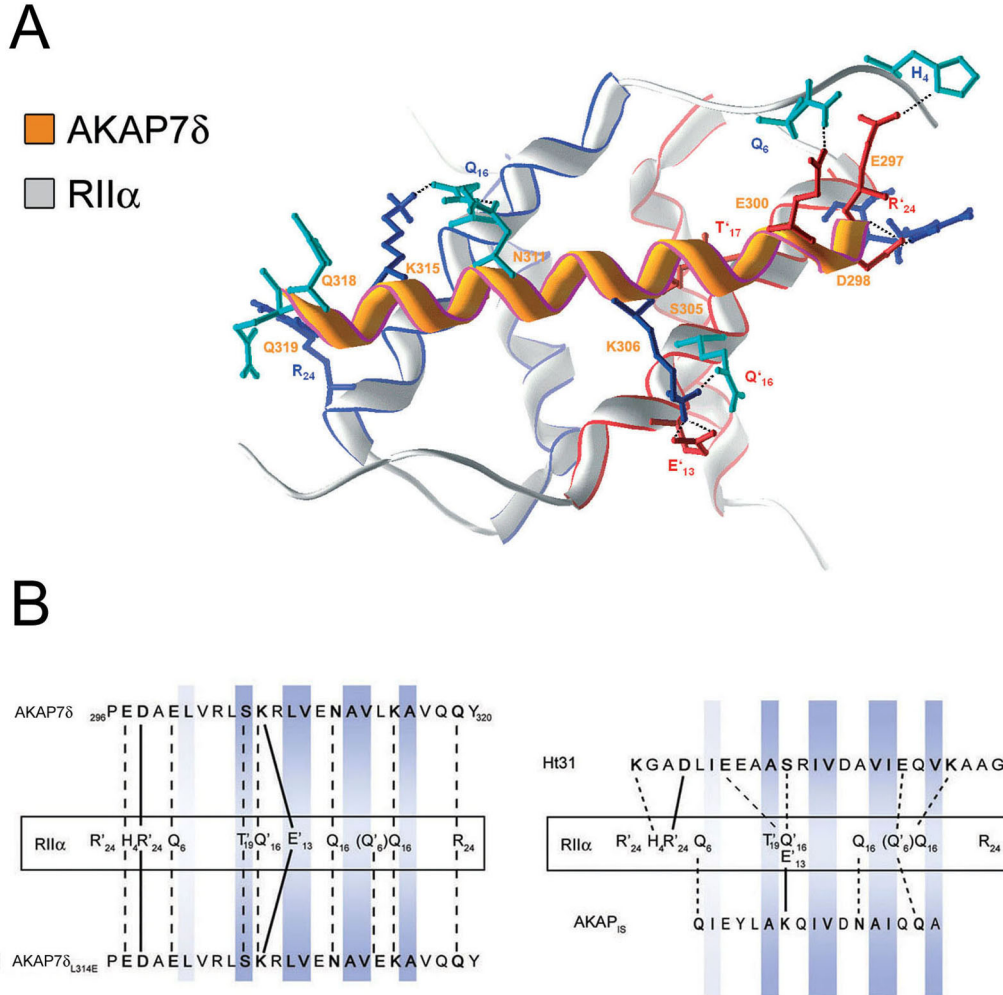 A
AKAP7δ
RIIα
H4
Q6
E297
R'24
E300
Q16
T'17
N311
K315
Q318
D298
S305
K306
Q319
R24
Q'16
E'13
B
AKAP7δ 296PEDAELVRLSKRLVENAVLKAVQQY320
RIIα R'24 H4R'24 Q6 T'19Q'16 E'13 Q16 (Q'6)Q16 R24
AKAP7δL314E PEDAELVRLSKRLVENAVEKAVQQY
Ht31 KGADLIEEAASRIVDAVIEQVKAAG
RIIα R'24 H4R'24 Q6 T'19Q'16 Q16 (Q'6)Q16 R24
E'13
AKAPIS QIEYLAKQIVDNAIQQA